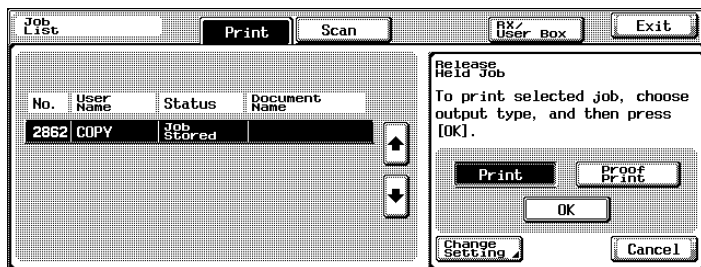 Job
List
Print
Scan
RX/
User Box
Exit
No.
User
Name
Status
Document
Name
2862
COPY
Job
Stored
Release
Held Job
To print selected job, choose
output type, and then press
[OK].
Print
Proof
Print
OK
Change
Setting
Cancel